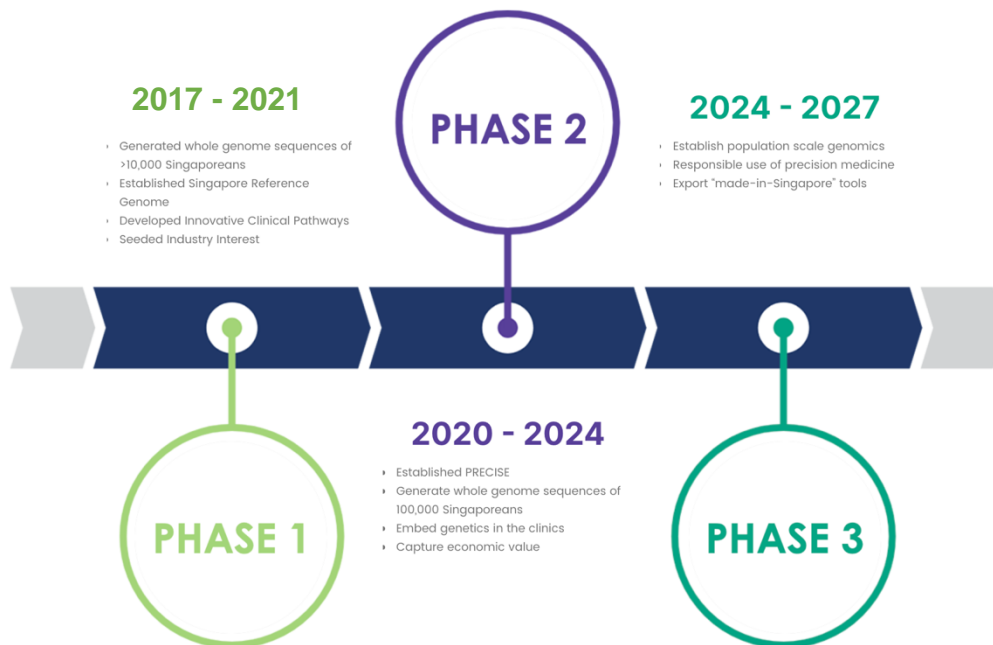 2017 - 2021
› Generated whole genome sequences of
>10,000 Singaporeans
› Established Singapore Reference
Genome
› Developed Innovative Clinical Pathways
› Seeded Industry Interest
PHASE 1
PHASE 2
2020 - 2024
› Established PRECISE
› Generate whole genome sequences of
100,000 Singaporeans
› Embed genetics in the clinics
› Capture economic value
2024 - 2027
› Establish population scale genomics
› Responsible use of precision medicine
› Export "made-in-Singapore" tools
PHASE 3